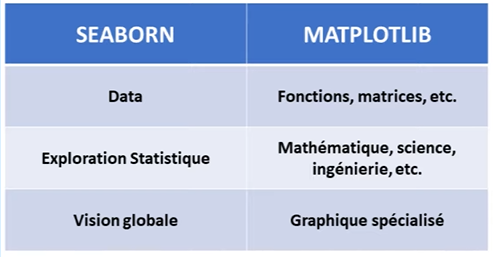 SEABORN MATPLOTLIB
Data Fonctions, matrices, etc.
Exploration Statistique Mathématique, science,
ingénierie, etc.
Vision globale Graphique spécialisé